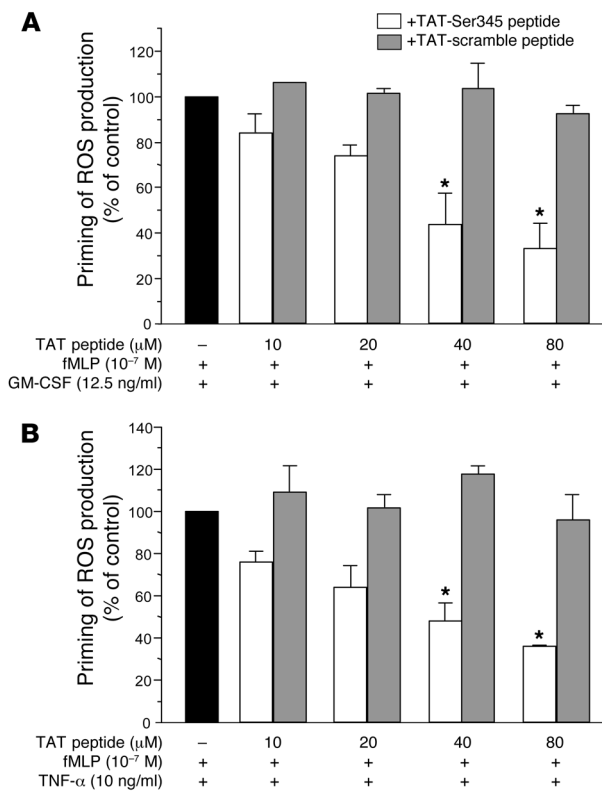 A
+TAT-Ser345 peptide
+TAT-scramble peptide
Priming of ROS production
(% of control)
120
100
80
60
40
20
0
*
*
TAT peptide (μM) – 10 20 40 80
fMLP (10⁻⁷ M) + + + + +
GM-CSF (12.5 ng/ml) + + + + +
B
Priming of ROS production
(% of control)
140
120
100
80
60
40
20
0
*
*
TAT peptide (μM) – 10 20 40 80
fMLP (10⁻⁷ M) + + + + +
TNF-α (10 ng/ml) + + + + +